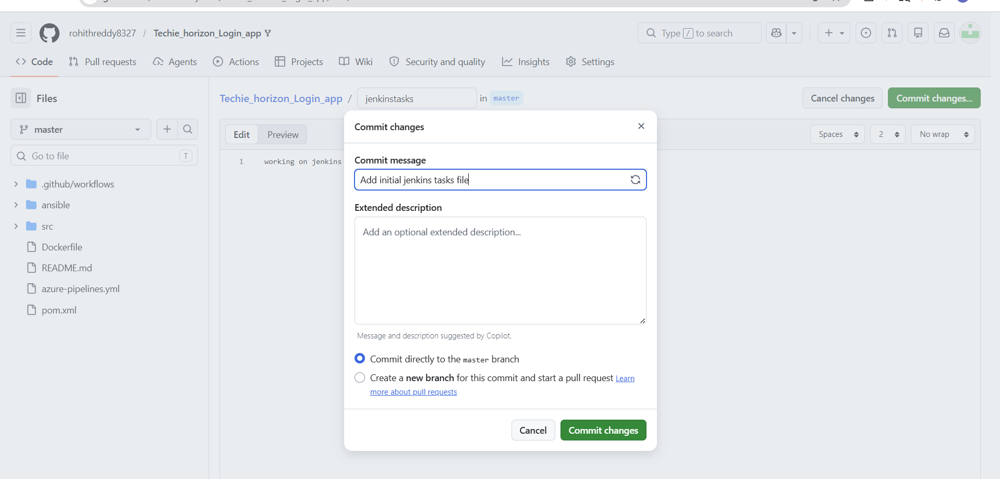 rohithreddy8327 / Techie_horizon_Login_app
Type / to search
Code Pull requests Agents Actions Projects Wiki Security and quality Insights Settings
Files
master
Go to file T
.github/workflows
ansible
src
Dockerfile
README.md
azure-pipelines.yml
pom.xml
Techie_horizon_Login_app / jenkinstasks in master
Cancel changes Commit changes...
Edit Preview
Spaces 2 No wrap
1 working on jenkins
Commit changes
Commit message
Add initial jenkins tasks file
Extended description
Add an optional extended description...
Message and description suggested by Copilot.
Commit directly to the master branch
Create a new branch for this commit and start a pull request Learn
more about pull requests
Cancel Commit changes